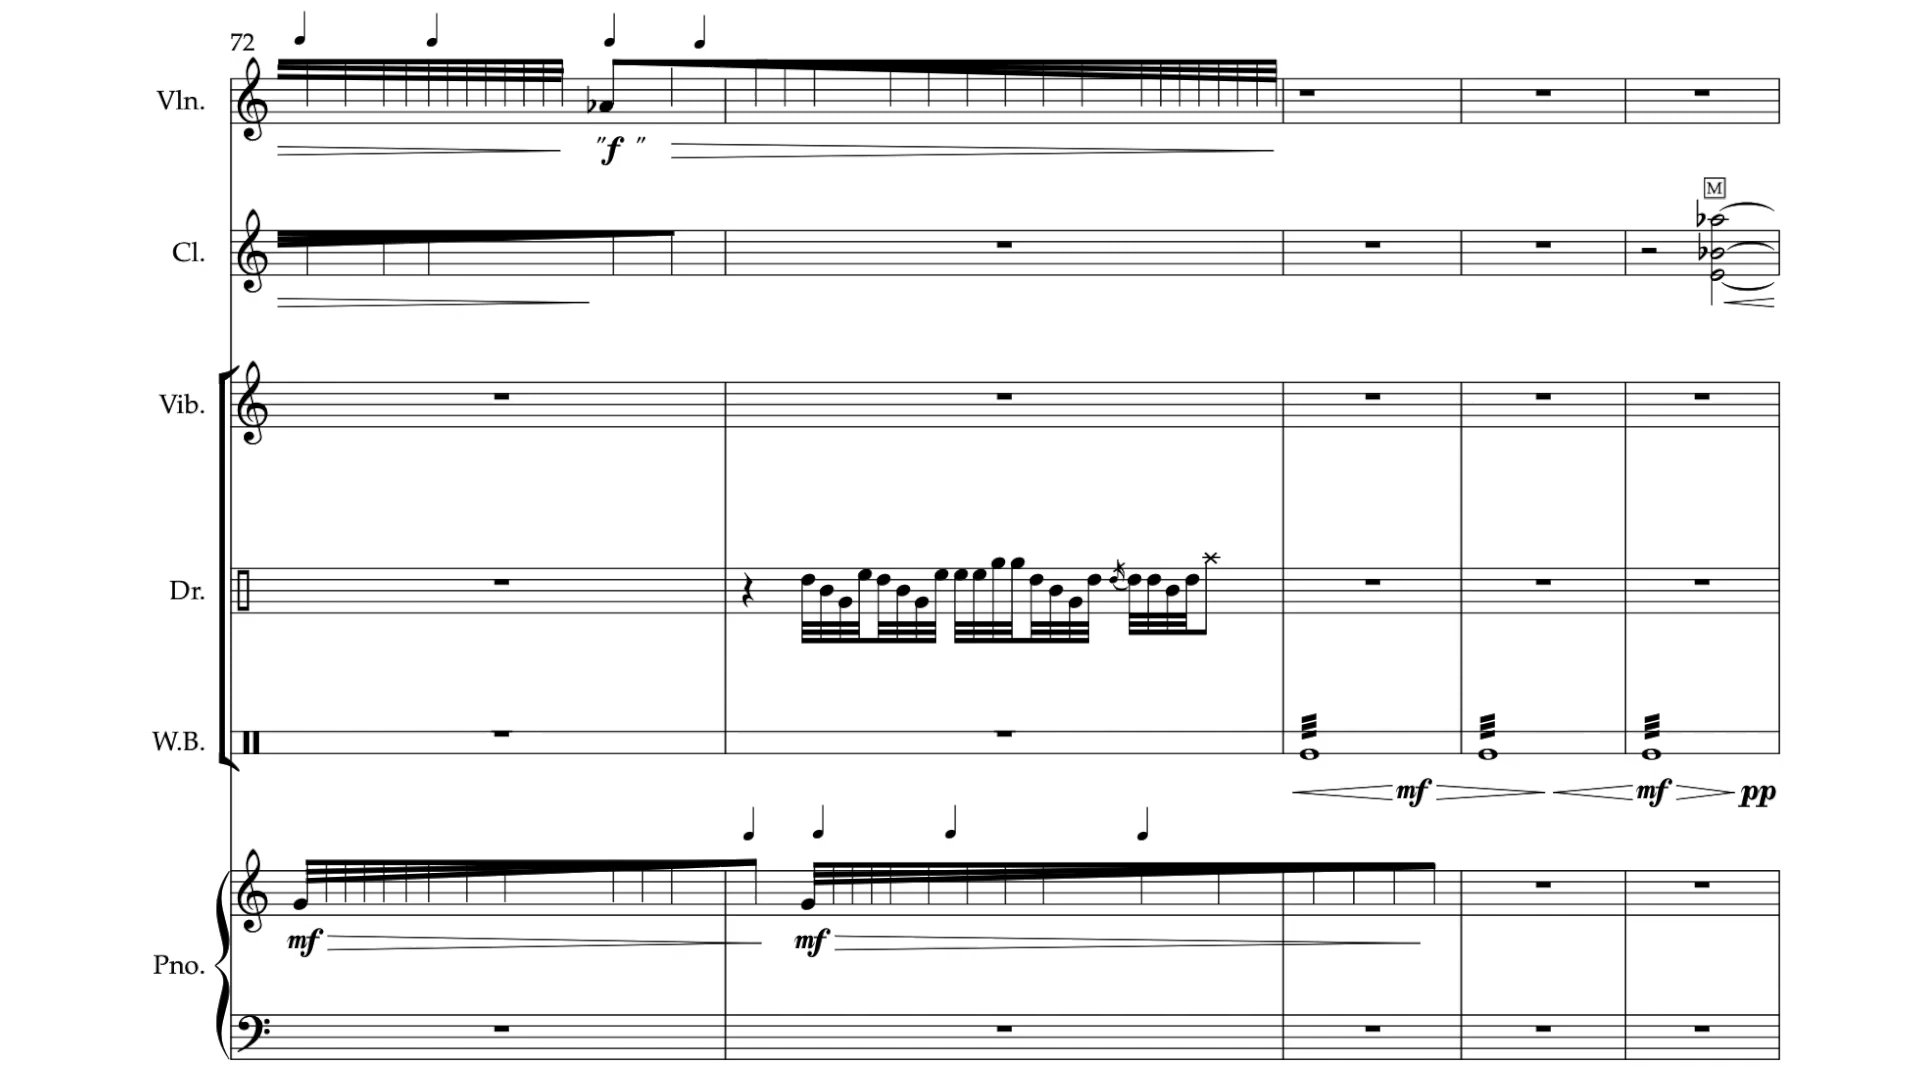 72
Vln.
"f "
M
Cl.
Vib.
Dr.
W.B.
mf mf pp
mf mf
Pno.